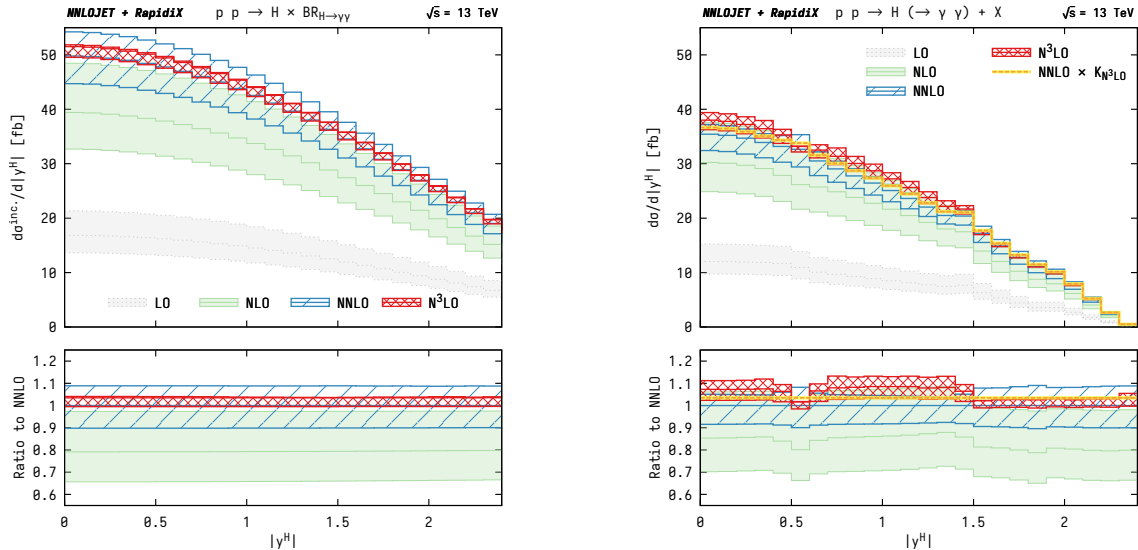 NNLOJET + RapidiX p p → H × BR_{H→γγ} √s = 13 TeV
dσ^{inc.}/d|y^H| [fb]
50
40
30
20
10
0
LO NLO NNLO N³LO
Ratio to NNLO
1.2
1.1
1
0.9
0.8
0.7
0.6
0 0.5 1 1.5 2
|y^H|
NNLOJET + RapidiX p p → H (→ γ γ) + X √s = 13 TeV
dσ/d|y^H| [fb]
50
40
30
20
10
0
LO N³LO
NLO NNLO × K_{N³LO}
NNLO
Ratio to NNLO
1.2
1.1
1
0.9
0.8
0.7
0.6
0 0.5 1 1.5 2
|y^H|